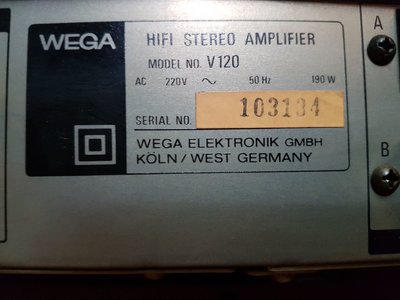 WEGA
HIFI STEREO AMPLIFIER
MODEL NO. V 120
AC 220V ~ 50 Hz 190 W
SERIAL NO. 103134
WEGA ELEKTRONIK GMBH
KÖLN / WEST GERMANY
A
B